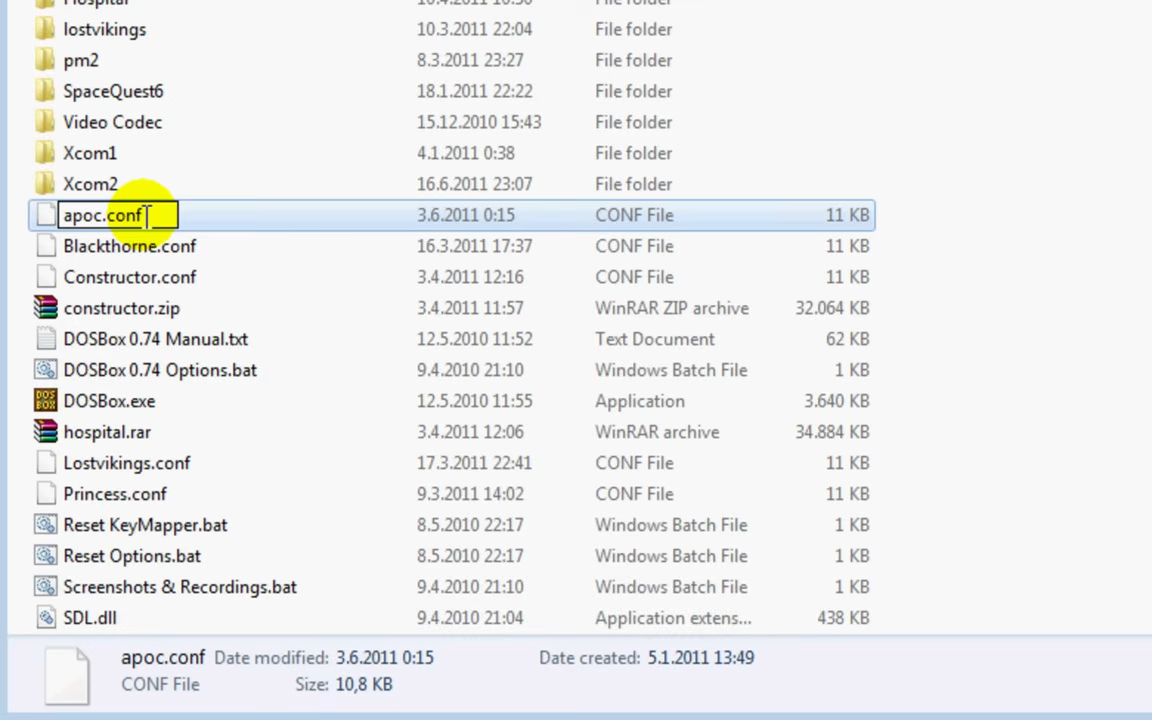 Hospital 10.4.2011 16:36 File folder
lostvikings 10.3.2011 22:04 File folder
pm2 8.3.2011 23:27 File folder
SpaceQuest6 18.1.2011 22:22 File folder
Video Codec 15.12.2010 15:43 File folder
Xcom1 4.1.2011 0:38 File folder
Xcom2 16.6.2011 23:07 File folder
apoc.conf 3.6.2011 0:15 CONF File 11 KB
Blackthorne.conf 16.3.2011 17:37 CONF File 11 KB
Constructor.conf 3.4.2011 12:16 CONF File 11 KB
constructor.zip 3.4.2011 11:57 WinRAR ZIP archive 32.064 KB
DOSBox 0.74 Manual.txt 12.5.2010 11:52 Text Document 62 KB
DOSBox 0.74 Options.bat 9.4.2010 21:10 Windows Batch File 1 KB
DOSBox.exe 12.5.2010 11:55 Application 3.640 KB
hospital.rar 3.4.2011 12:06 WinRAR archive 34.884 KB
Lostvikings.conf 17.3.2011 22:41 CONF File 11 KB
Princess.conf 9.3.2011 14:02 CONF File 11 KB
Reset KeyMapper.bat 8.5.2010 22:17 Windows Batch File 1 KB
Reset Options.bat 8.5.2010 22:17 Windows Batch File 1 KB
Screenshots & Recordings.bat 9.4.2010 21:10 Windows Batch File 1 KB
SDL.dll 9.4.2010 21:04 Application extens... 438 KB
apoc.conf Date modified: 3.6.2011 0:15 Date created: 5.1.2011 13:49
CONF File Size: 10,8 KB